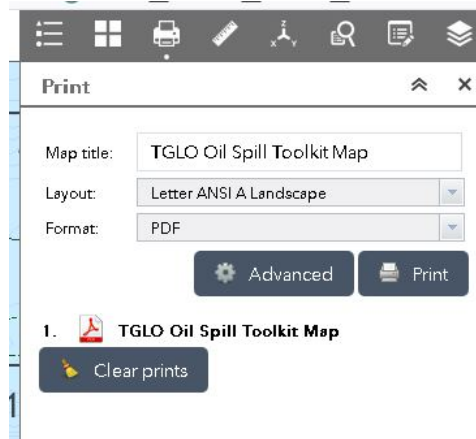 Print
Map title: TGLO Oil Spill Toolkit Map
Layout: Letter ANSI A Landscape
Format: PDF
Advanced Print
1. TGLO Oil Spill Toolkit Map
Clear prints
1